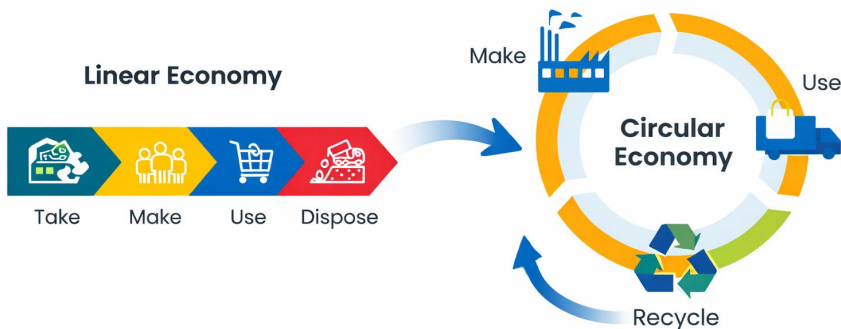 Linear Economy
Take
Make
Use
Dispose
Make
Use
Circular
Economy
Recycle